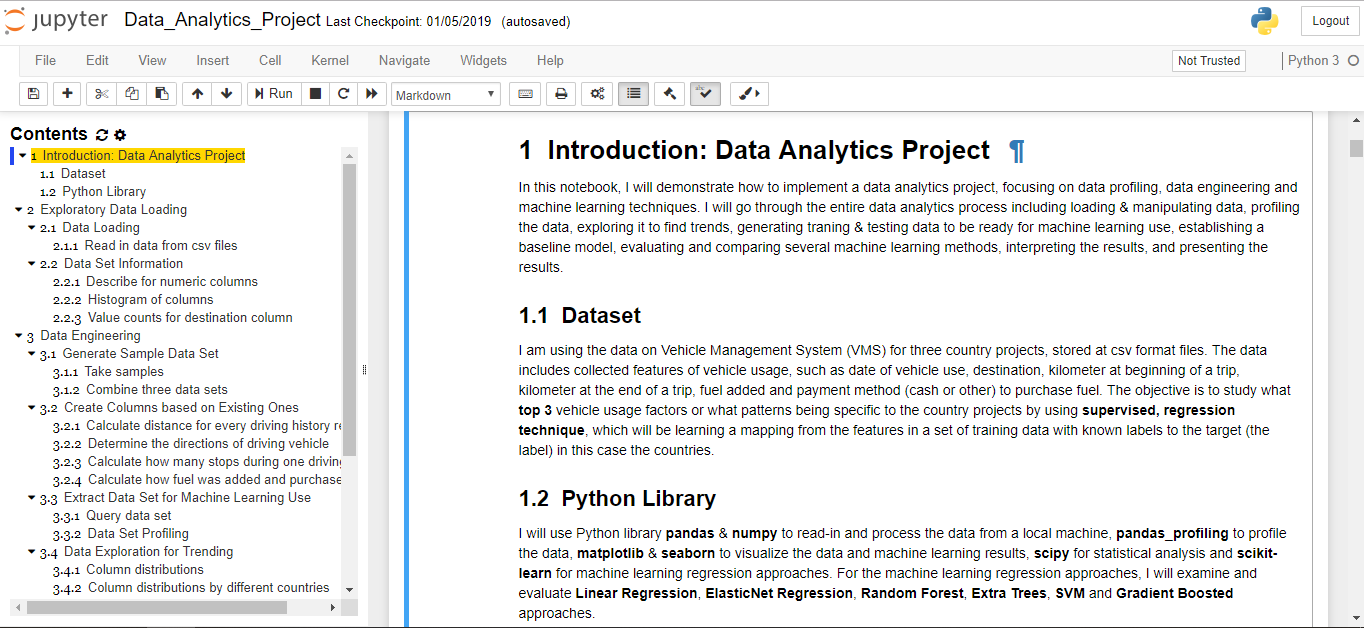 jupyter Data_Analytics_Project Last Checkpoint: 01/05/2019 (autosaved)
Logout
File Edit View Insert Cell Kernel Navigate Widgets Help
Not Trusted
Python 3
Run
Markdown
Contents
1 Introduction: Data Analytics Project
1.1 Dataset
1.2 Python Library
2 Exploratory Data Loading
2.1 Data Loading
2.1.1 Read in data from csv files
2.2 Data Set Information
2.2.1 Describe for numeric columns
2.2.2 Histogram of columns
2.2.3 Value counts for destination column
3 Data Engineering
3.1 Generate Sample Data Set
3.1.1 Take samples
3.1.2 Combine three data sets
3.2 Create Columns based on Existing Ones
3.2.1 Calculate distance for every driving history re
3.2.2 Determine the directions of driving vehicle
3.2.3 Calculate how many stops during one driving
3.2.4 Calculate how fuel was added and purchase
3.3 Extract Data Set for Machine Learning Use
3.3.1 Query data set
3.3.2 Data Set Profiling
3.4 Data Exploration for Trending
3.4.1 Column distributions
3.4.2 Column distributions by different countries
1 Introduction: Data Analytics Project ¶
In this notebook, I will demonstrate how to implement a data analytics project, focusing on data profiling, data engineering and
machine learning techniques. I will go through the entire data analytics process including loading & manipulating data, profiling
the data, exploring it to find trends, generating traning & testing data to be ready for machine learning use, establishing a
baseline model, evaluating and comparing several machine learning methods, interpreting the results, and presenting the
results.
1.1 Dataset
I am using the data on Vehicle Management System (VMS) for three country projects, stored at csv format files. The data
includes collected features of vehicle usage, such as date of vehicle use, destination, kilometer at beginning of a trip,
kilometer at the end of a trip, fuel added and payment method (cash or other) to purchase fuel. The objective is to study what
top 3 vehicle usage factors or what patterns being specific to the country projects by using supervised, regression
technique, which will be learning a mapping from the features in a set of training data with known labels to the target (the
label) in this case the countries.
1.2 Python Library
I will use Python library pandas & numpy to read-in and process the data from a local machine, pandas_profiling to profile
the data, matplotlib & seaborn to visualize the data and machine learning results, scipy for statistical analysis and scikit-
learn for machine learning regression approaches. For the machine learning regression approaches, I will examine and
evaluate Linear Regression, ElasticNet Regression, Random Forest, Extra Trees, SVM and Gradient Boosted
approaches.